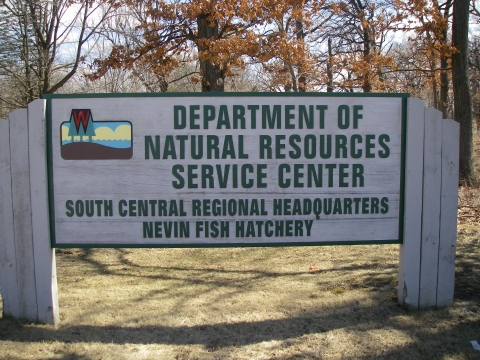 W
DEPARTMENT OF
NATURAL RESOURCES
SERVICE CENTER
SOUTH CENTRAL REGIONAL HEADQUARTERS
NEVIN FISH HATCHERY